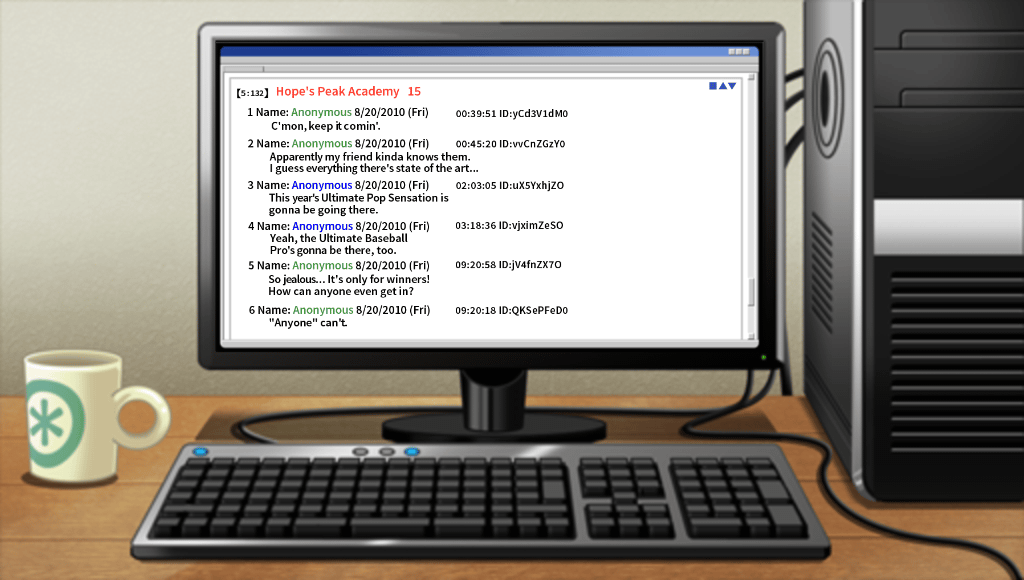 【5:132】 Hope's Peak Academy 15
1 Name: Anonymous 8/20/2010 (Fri) 00:39:51 ID:yCd3V1dM0
C'mon, keep it comin'.
2 Name: Anonymous 8/20/2010 (Fri) 00:45:20 ID:vvCnZGzY0
Apparently my friend kinda knows them.
I guess everything there's state of the art...
3 Name: Anonymous 8/20/2010 (Fri) 02:03:05 ID:uX5YxhjZO
This year's Ultimate Pop Sensation is
gonna be going there.
4 Name: Anonymous 8/20/2010 (Fri) 03:18:36 ID:vjximZeSO
Yeah, the Ultimate Baseball
Pro's gonna be there, too.
5 Name: Anonymous 8/20/2010 (Fri) 09:20:58 ID:jV4fnZX7O
So jealous... It's only for winners!
How can anyone even get in?
6 Name: Anonymous 8/20/2010 (Fri) 09:20:18 ID:QKSePFeD0
"Anyone" can't.